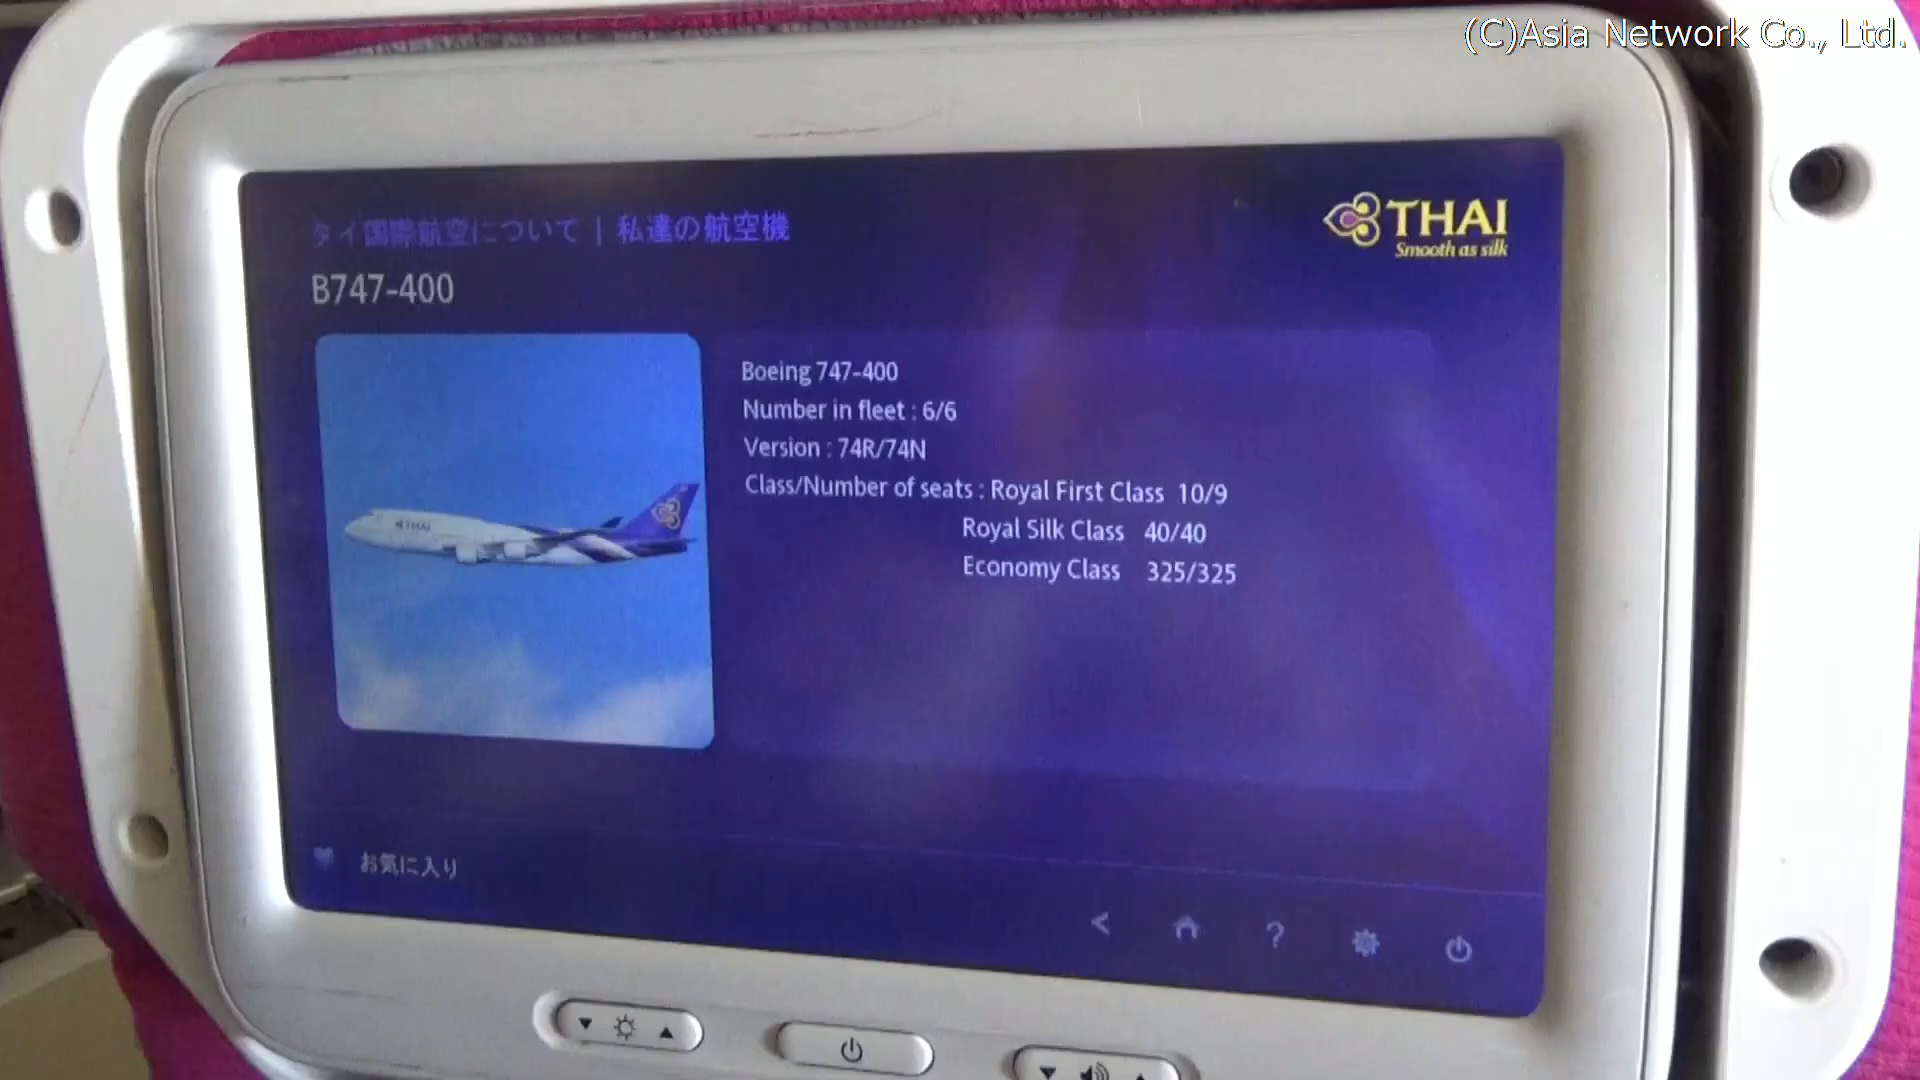 (C)Asia Network Co., Ltd.
タイ国際航空について | 私達の航空機
THAI
Smooth as silk
B747-400
THAI
Boeing 747-400
Number in fleet : 6/6
Version : 74R/74N
Class/Number of seats : Royal First Class 10/9
Royal Silk Class 40/40
Economy Class 325/325
お気に入り
?